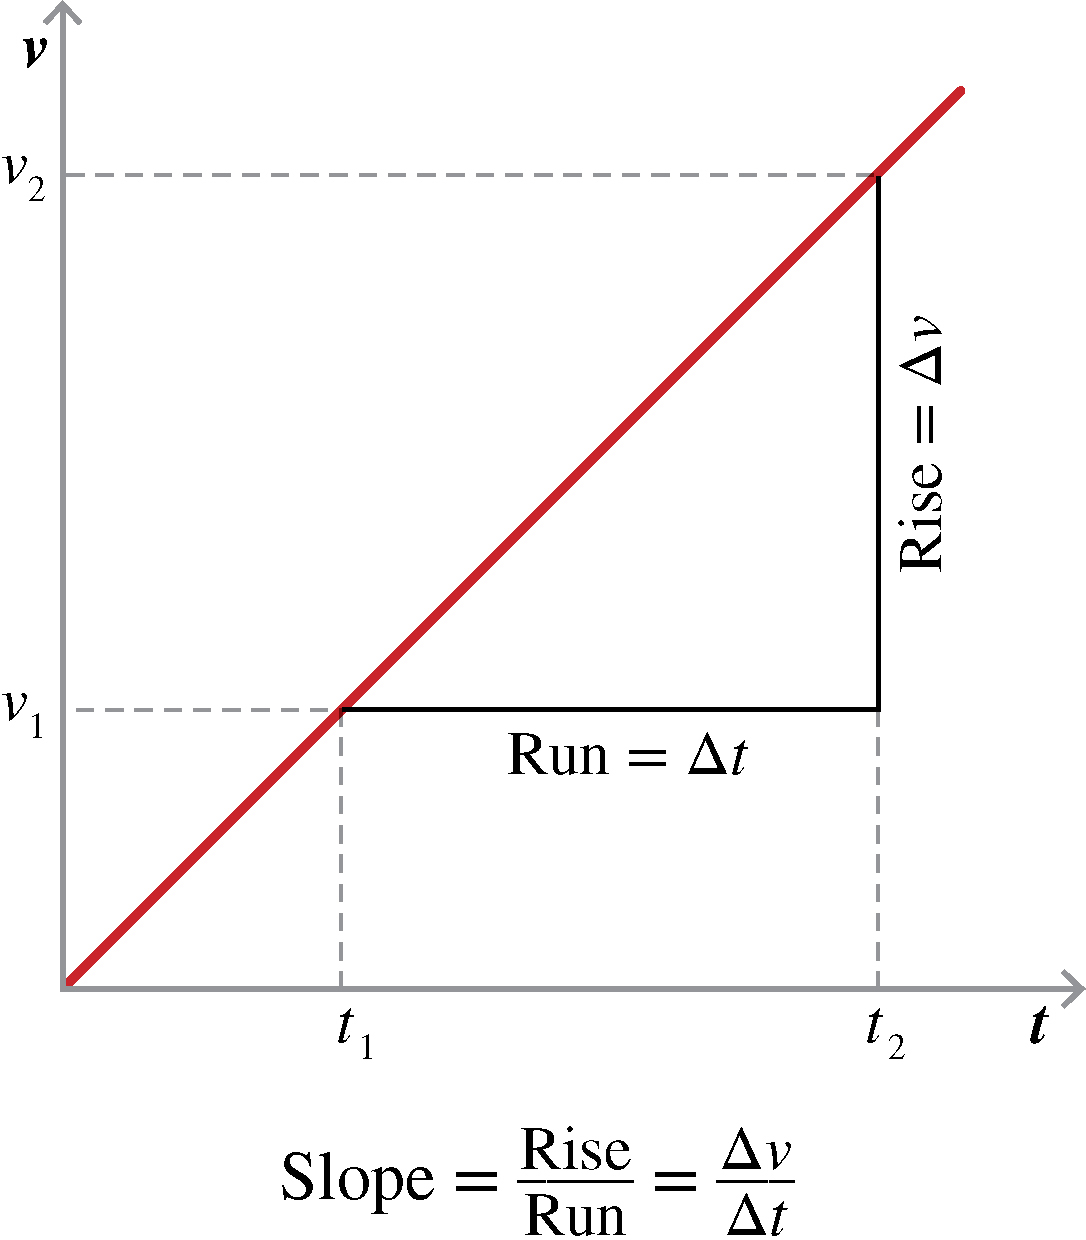 v
v2
Rise = Δv
v1
Run = Δt
t1
t2
t
Slope = Rise/Run = Δv/Δt